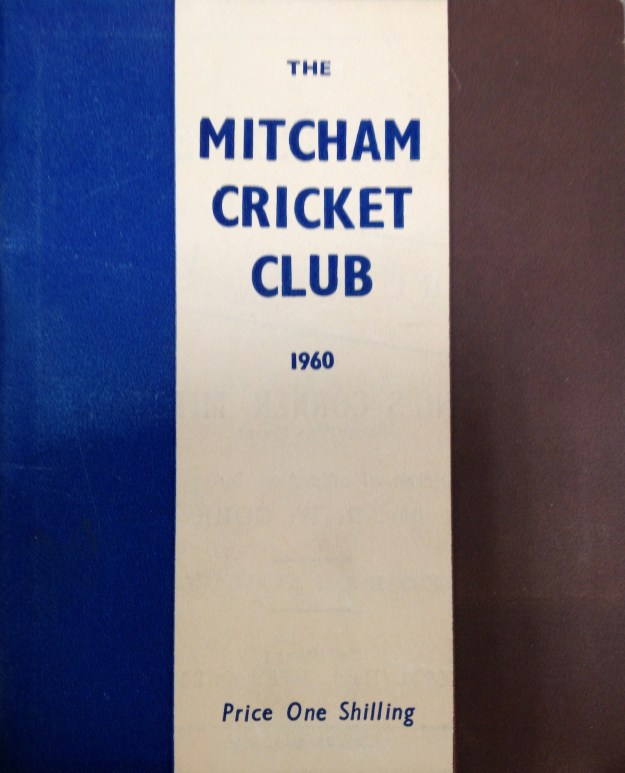 THE
MITCHAM
CRICKET
CLUB
1960
Price One Shilling